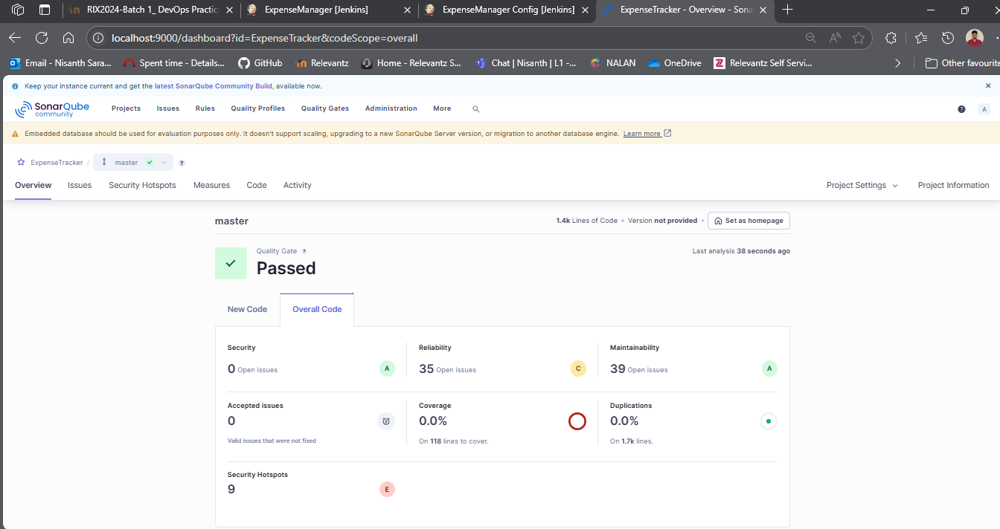 RIX2024-Batch 1_ DevOps Practica
ExpenseManager [Jenkins]
ExpenseManager Config [Jenkins]
ExpenseTracker - Overview - Sona
localhost:9000/dashboard?id=ExpenseTracker&codeScope=overall
Email - Nisanth Sara...
Spent time - Details...
GitHub
Relevantz
Home - Relevantz S...
Chat | Nisanth | L1 -...
NALAN
OneDrive
Relevantz Self Servi...
Other favourite
Keep your instance current and get the latest SonarQube Community Build, available now.
SonarQube
community
Projects
Issues
Rules
Quality Profiles
Quality Gates
Administration
More
A
Embedded database should be used for evaluation purposes only. It doesn't support scaling, upgrading to a new SonarQube Server version, or migration to another database engine. Learn more
ExpenseTracker / master
Overview
Issues
Security Hotspots
Measures
Code
Activity
Project Settings
Project Information
master
1.4k Lines of Code • Version not provided •
Set as homepage
Quality Gate
Passed
Last analysis 38 seconds ago
New Code
Overall Code
Security
0 Open issues
A
Reliability
35 Open issues
C
Maintainability
39 Open issues
A
Accepted issues
0
Valid issues that were not fixed
Coverage
0.0%
On 118 lines to cover.
Duplications
0.0%
On 1.7k lines.
Security Hotspots
9
E